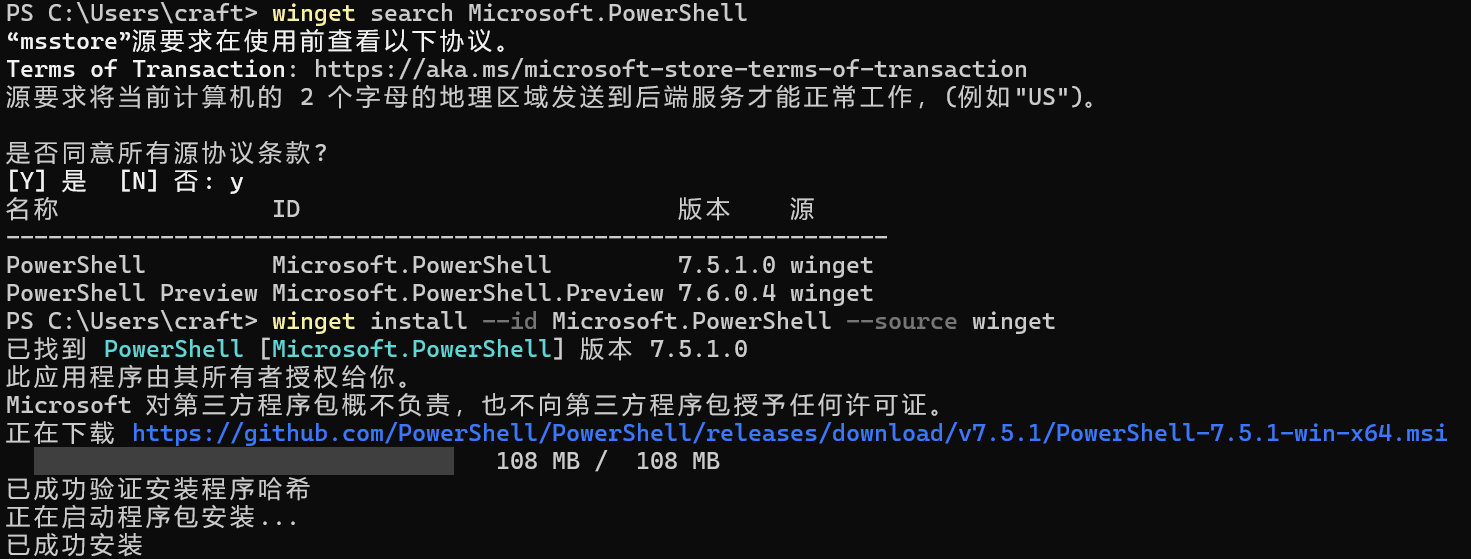 PS C:\Users\craft> winget search Microsoft.PowerShell
“msstore”源要求在使用前查看以下协议。
Terms of Transaction: https://aka.ms/microsoft-store-terms-of-transaction
源要求将当前计算机的 2 个字母的地理区域发送到后端服务才能正常工作，(例如"US")。
是否同意所有源协议条款?
[Y] 是  [N] 否: y
名称               ID                             版本    源
---------------------------------------------------------------
PowerShell         Microsoft.PowerShell         7.5.1.0 winget
PowerShell Preview Microsoft.PowerShell.Preview 7.6.0.4 winget
PS C:\Users\craft> winget install --id Microsoft.PowerShell --source winget
已找到 PowerShell [Microsoft.PowerShell] 版本 7.5.1.0
此应用程序由其所有者授权给你。
Microsoft 对第三方程序包概不负责，也不向第三方程序包授予任何许可证。
正在下载 https://github.com/PowerShell/PowerShell/releases/download/v7.5.1/PowerShell-7.5.1-win-x64.msi
108 MB /  108 MB
已成功验证安装程序哈希
正在启动程序包安装...
已成功安装